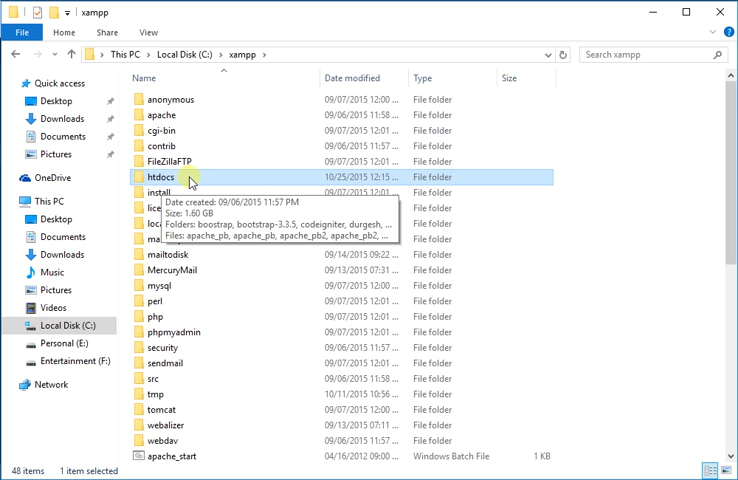 xampp
File Home Share View
This PC Local Disk (C:) xampp
Search xampp
Name Date modified Type Size
Quick access
Desktop
Downloads
Documents
Pictures
OneDrive
This PC
Desktop
Documents
Downloads
Music
Pictures
Videos
Local Disk (C:)
Personal (E:)
Entertainment (F:)
Network
anonymous 09/07/2015 12:00 ... File folder
apache 09/06/2015 11:58 ... File folder
cgi-bin 09/07/2015 12:01 ... File folder
contrib 09/06/2015 11:57 ... File folder
FileZillaFTP 09/07/2015 12:01 ... File folder
htdocs 10/25/2015 12:15 ... File folder
install 09/07/2015 12:01 ... File folder
lice File folder
loca File folder
ma File folder
Date created: 09/06/2015 11:57 PM
Size: 1.60 GB
Folders: boostrap, bootstrap-3.3.5, codeigniter, durgesh, ...
Files: apache_pb, apache_pb, apache_pb2, apache_pb2, ...
mailtodisk 09/14/2015 09:22 ... File folder
MercuryMail 09/13/2015 07:31 ... File folder
mysql 09/07/2015 12:00 ... File folder
perl 09/07/2015 12:01 ... File folder
php 09/07/2015 12:01 ... File folder
phpmyadmin 09/07/2015 12:01 ... File folder
security 09/06/2015 11:57 ... File folder
sendmail 09/07/2015 12:01 ... File folder
src 09/06/2015 11:58 ... File folder
tmp 10/11/2015 10:56 ... File folder
tomcat 09/07/2015 12:00 ... File folder
webalizer 09/13/2015 07:11 ... File folder
webdav 09/06/2015 11:57 ... File folder
apache_start 04/16/2012 09:00 ... Windows Batch File 1 KB
48 items 1 item selected